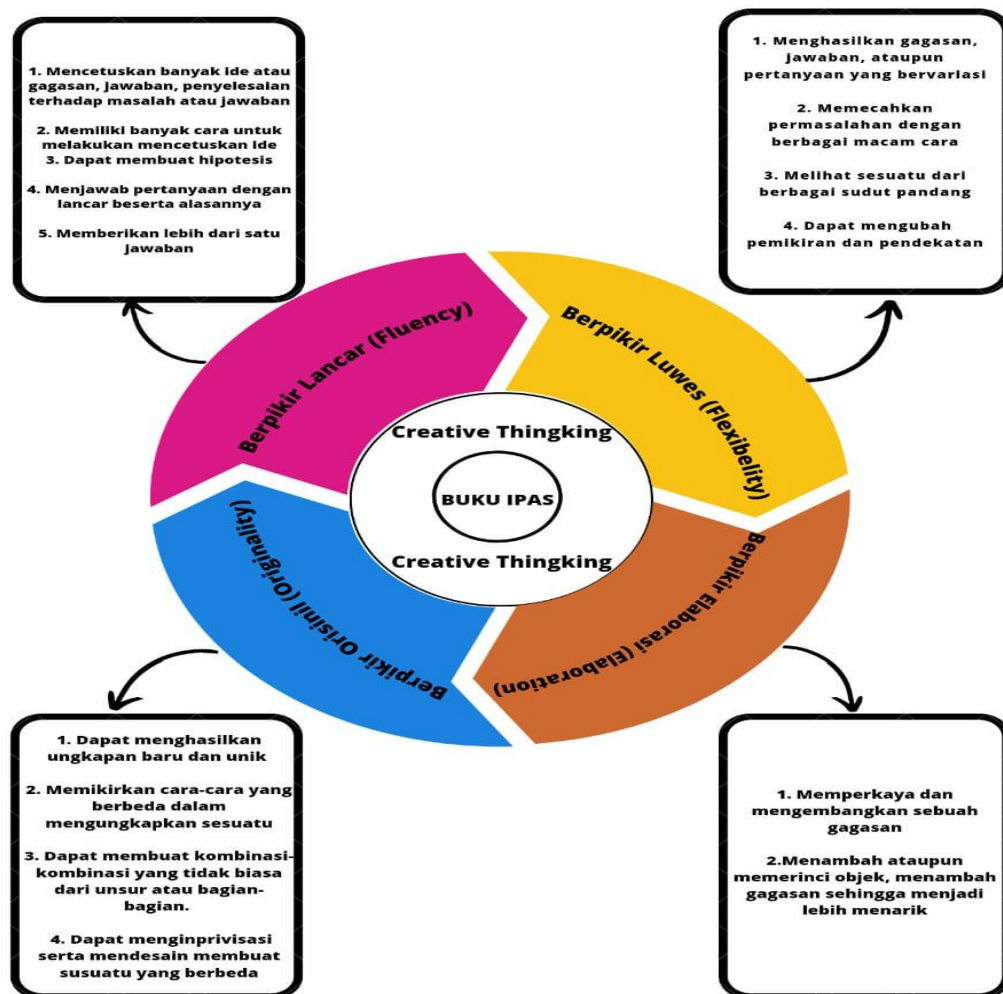 1. Mencetuskan banyak ide atau
gagasan, jawaban, penyelesaian
terhadap masalah atau jawaban
2. Memiliki banyak cara untuk
melakukan mencetuskan ide
3. Dapat membuat hipotesis
4. Menjawab pertanyaan dengan
lancar beserta alasannya
5. Memberikan lebih dari satu
jawaban
1. Menghasilkan gagasan,
jawaban, ataupun
pertanyaan yang bervariasi
2. Memecahkan
permasalahan dengan
berbagai macam cara
3. Melihat sesuatu dari
berbagai sudut pandang
4. Dapat mengubah
pemikiran dan pendekatan
Berpikir Lancar (Fluency)
Berpikir Luwes (Flexibelity)
Creative Thingking
BUKU IPAS
Creative Thingking
Berpikir Orisinil (Originality)
Berpikir Elaborasi (Elaboration)
1. Dapat menghasilkan
ungkapan baru dan unik
2. Memikirkan cara-cara yang
berbeda dalam
mengungkapkan sesuatu
3. Dapat membuat kombinasi-
kombinasi yang tidak biasa
dari unsur atau bagian-
bagian.
4. Dapat menginprivisasi
serta mendesain membuat
susuatu yang berbeda
1. Memperkaya dan
mengembangkan sebuah
gagasan
2.Menambah ataupun
memerinci objek, menambah
gagasan sehingga menjadi
lebih menarik